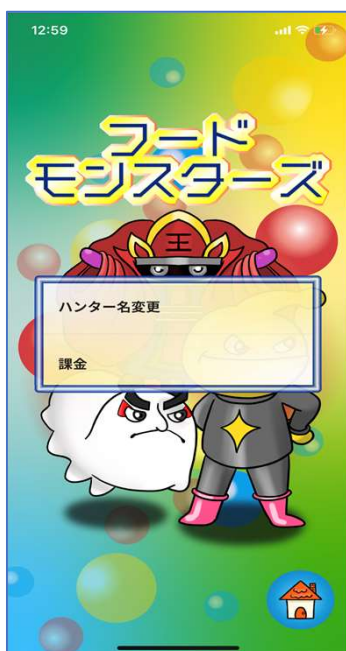 12:59
フード
モンスターズ
王
ハンター名変更
課金